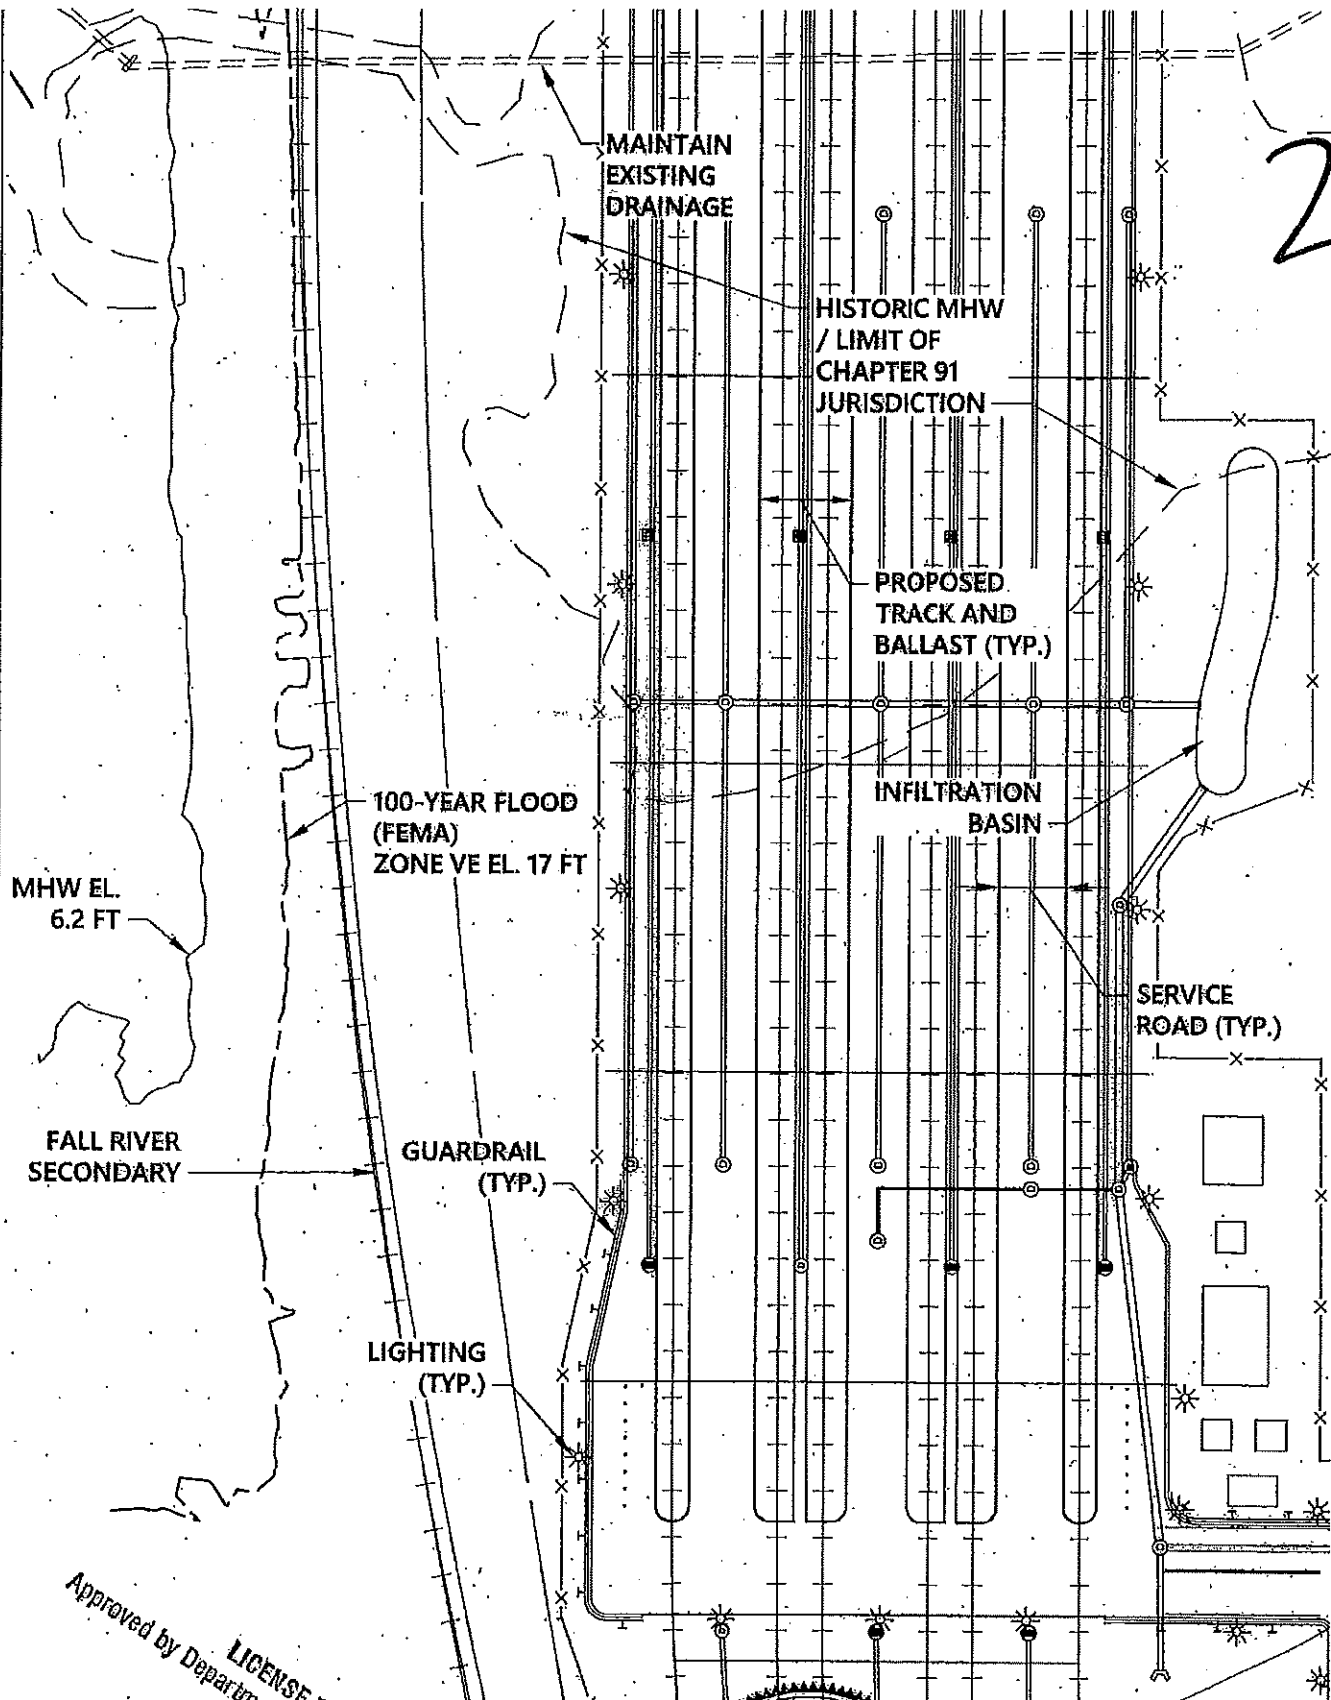 MAINTAIN
EXISTING
DRAINAGE
2
HISTORIC MHW
/ LIMIT OF
CHAPTER 91
JURISDICTION
PROPOSED
TRACK AND
BALLAST (TYP.)
100-YEAR FLOOD
(FEMA)
ZONE VE EL. 17 FT
INFILTRATION
BASIN
MHW EL.
6.2 FT
SERVICE
ROAD (TYP.)
FALL RIVER
SECONDARY
GUARDRAIL
(TYP.)
LIGHTING
(TYP.)
LICENSE
Approved by